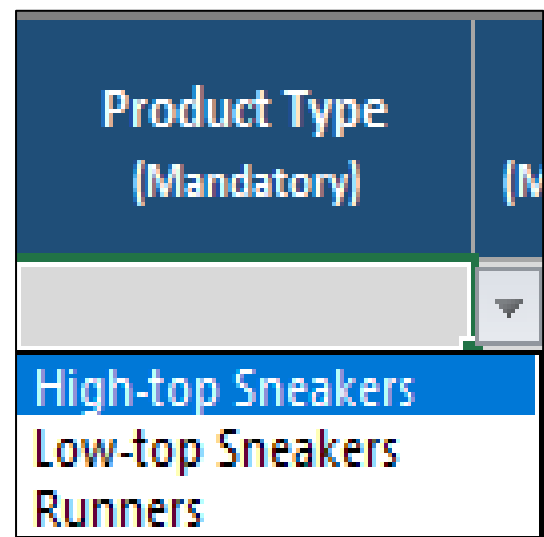 Product Type
(Mandatory)
High-top Sneakers
Low-top Sneakers
Runners